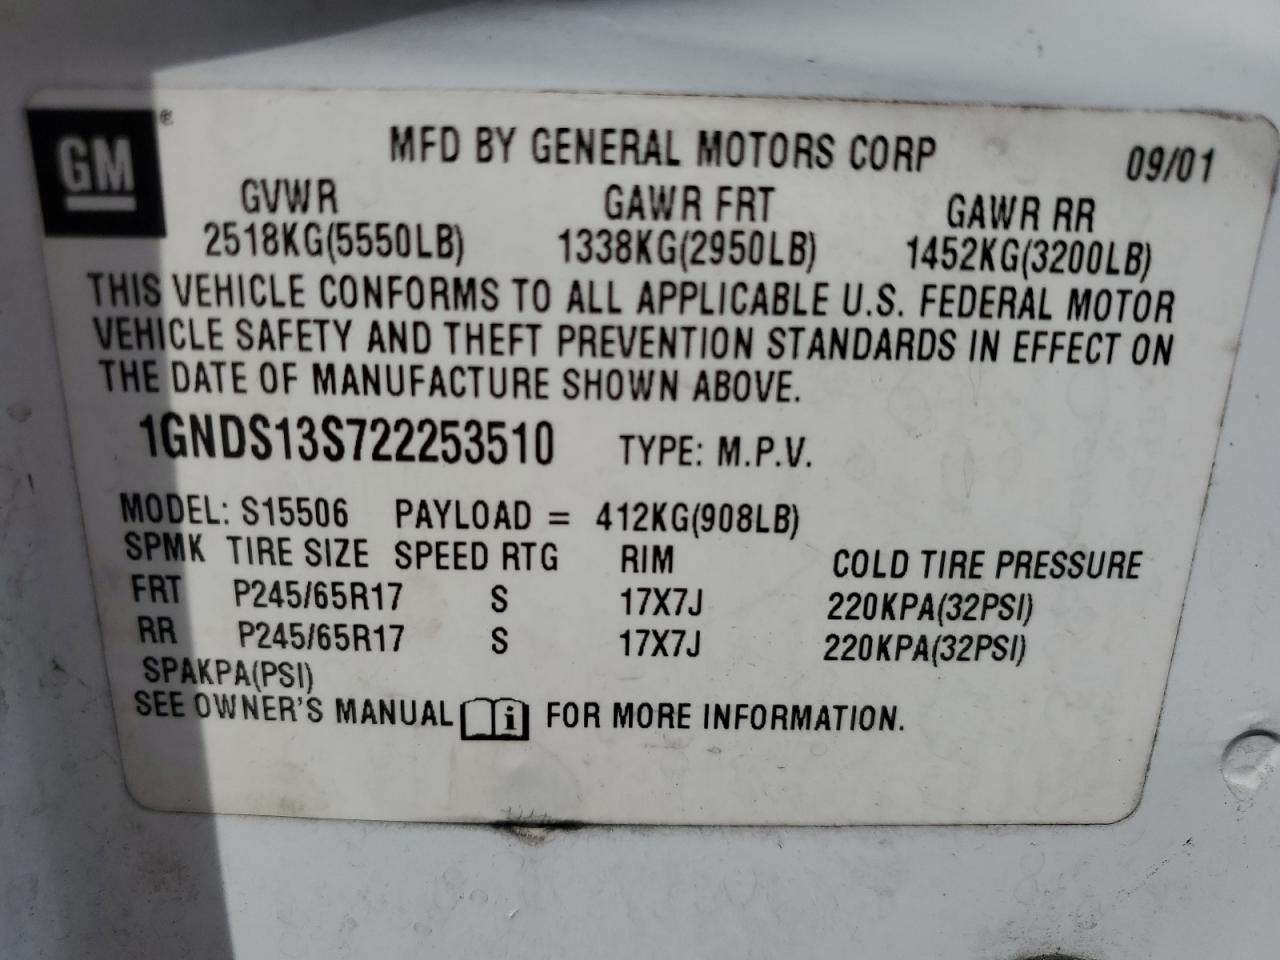 GM ®
MFD BY GENERAL MOTORS CORP 09/01
GVWR GAWR FRT GAWR RR
2518KG(5550LB) 1338KG(2950LB) 1452KG(3200LB)
THIS VEHICLE CONFORMS TO ALL APPLICABLE U.S. FEDERAL MOTOR
VEHICLE SAFETY AND THEFT PREVENTION STANDARDS IN EFFECT ON
THE DATE OF MANUFACTURE SHOWN ABOVE.
1GNDS13S722253510 TYPE: M.P.V.
MODEL: S15506 PAYLOAD = 412KG(908LB)
SPMK TIRE SIZE SPEED RTG RIM COLD TIRE PRESSURE
FRT P245/65R17 S 17X7J 220KPA(32PSI)
RR P245/65R17 S 17X7J 220KPA(32PSI)
SPAKPA(PSI)
SEE OWNER'S MANUAL i FOR MORE INFORMATION.